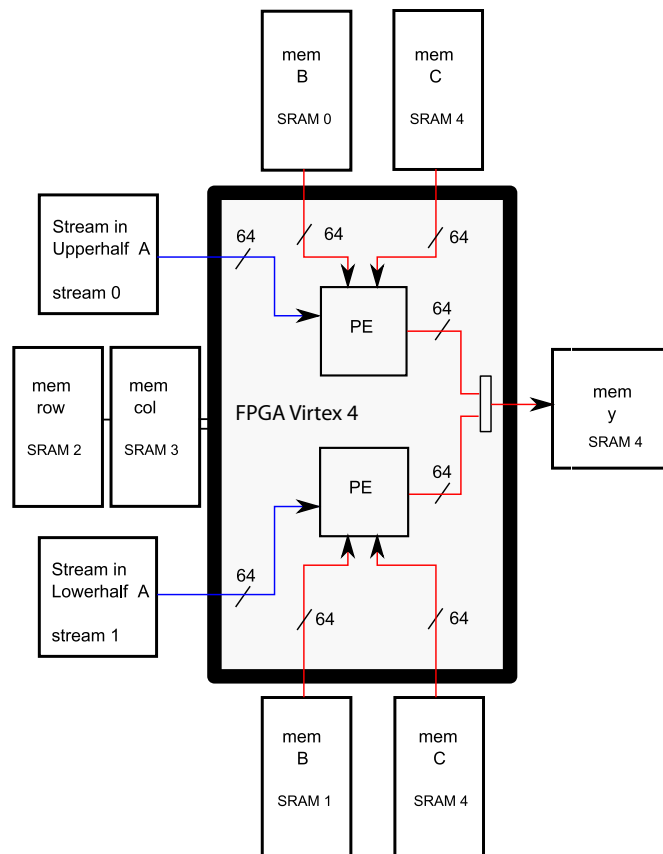 mem
B
SRAM 0
mem
C
SRAM 4
Stream in
Upperhalf A
stream 0
64
64
64
PE
64
mem
row
SRAM 2
mem
col
SRAM 3
FPGA Virtex 4
mem
y
SRAM 4
PE
64
Stream in
Lowerhalf A
stream 1
64
64
64
mem
B
SRAM 1
mem
C
SRAM 4